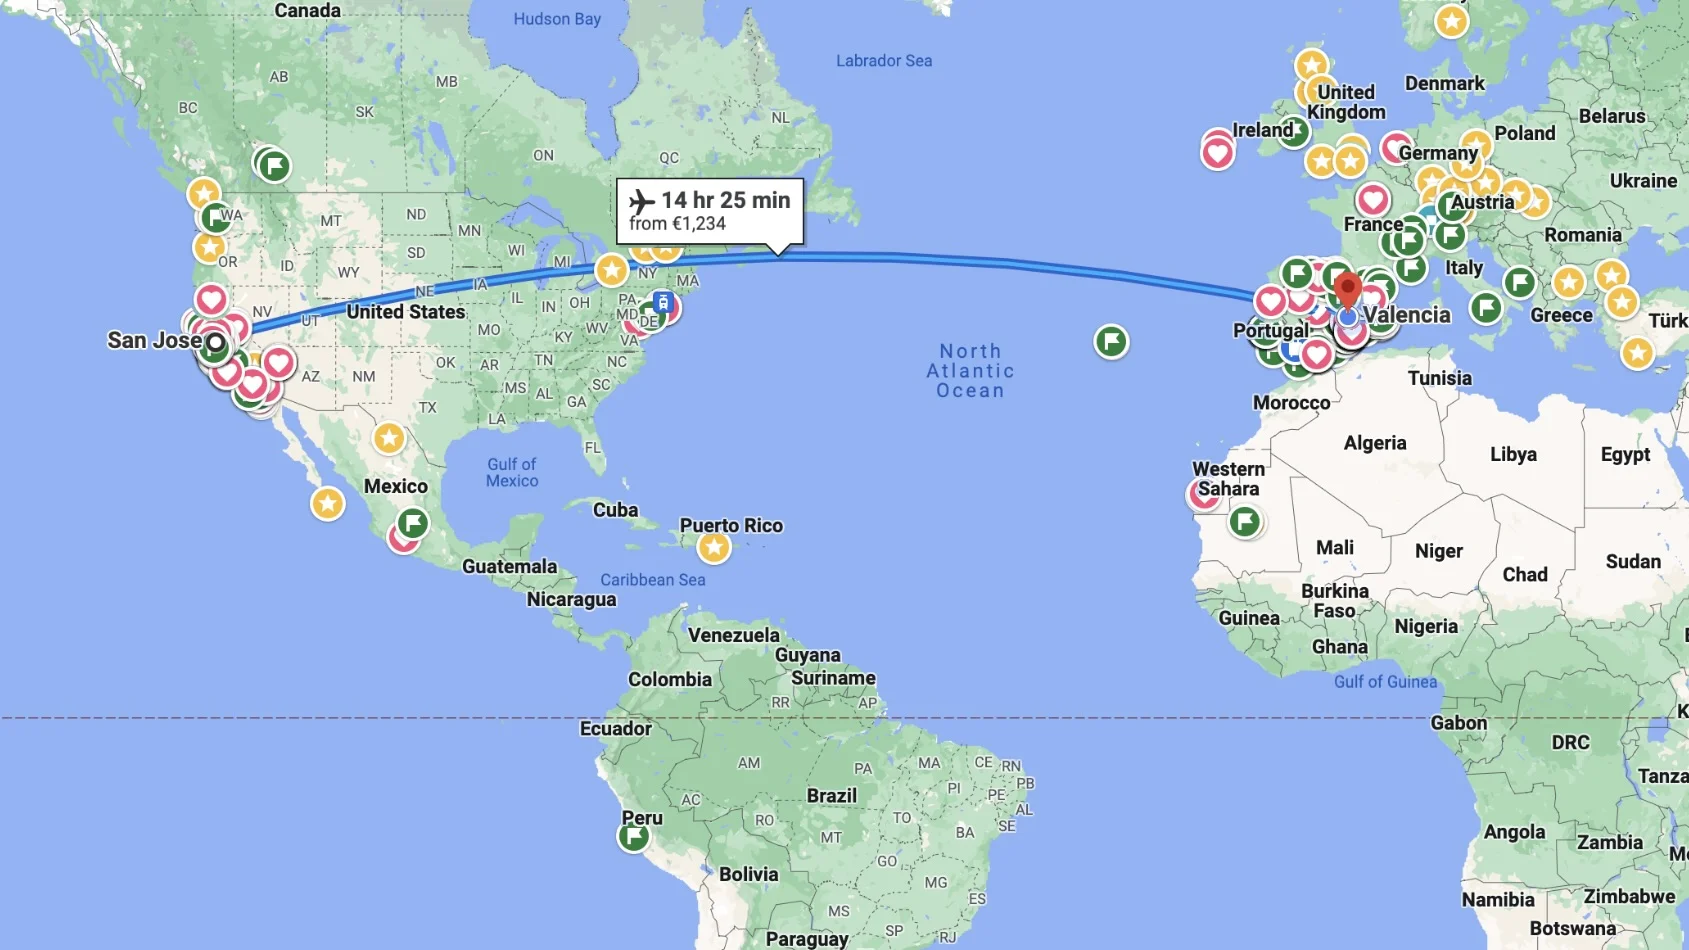 Canada
Hudson Bay
Labrador Sea
Denmark
United
Kingdom
Belarus
AB
MB
BC
SK
NL
Ireland
Poland
ON
QC
Germany
Ukraine
14 hr 25 min
from €1,234
WA
MT
ND
MN
Austria
France
Romania
OR
ID
WY
SD
WI
MI
NY
MA
Italy
NV
UT
NE
IA
IL
IN
OH
PA
MD
DE
United States
Greece
Türk
Valencia
Portugal
San Jose
MO
KY
WV
VA
North
Atlantic
Ocean
AZ
NM
OK
AR
TN
NC
Tunisia
TX
MS
AL
SC
GA
LA
Morocco
FL
Algeria
Libya
Egypt
Gulf of
Mexico
Western
Sahara
Mexico
Cuba
Puerto Rico
Mali
Niger
Chad
Sudan
Guatemala
Caribbean Sea
Nicaragua
Burkina
Faso
Guinea
Nigeria
Ghana
Venezuela
Guyana
Colombia
Suriname
Gulf of Guinea
RR
AP
Ecuador
Gabon
K
DRC
AM
PA
MA
CE
RN
Tanza
PB
PI
PE
AC
Brazil
AL
Peru
RO
TO
SE
MT
BA
Angola
Zambia
GO
Bolivia
MG
ES
Namibia
Zimbabwe
MS
SP
RJ
Paraguay
Botswana